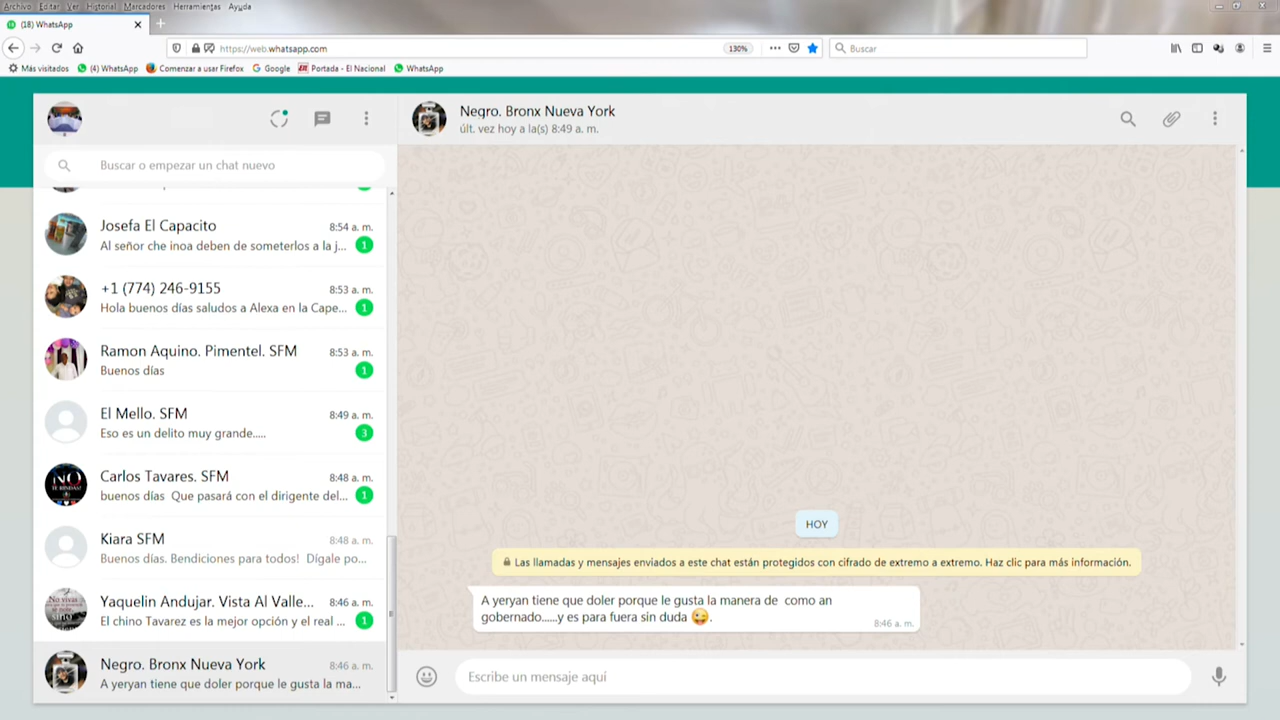 Archivo Editar Ver Historial Marcadores Herramientas Ayuda
(18) WhatsApp
https://web.whatsapp.com
130%
Buscar
Más visitados
(4) WhatsApp
Comenzar a usar Firefox
Google
Portada - El Nacional
WhatsApp
Negro. Bronx Nueva York
últ. vez hoy a la(s) 8:49 a. m.
Buscar o empezar un chat nuevo
Josefa El Capacito
8:54 a. m.
Al señor che inoa deben de someterlos a la j...
1
+1 (774) 246-9155
8:53 a. m.
Hola buenos días saludos a Alexa en la Cape...
1
Ramon Aquino. Pimentel. SFM
8:53 a. m.
Buenos días
1
El Mello. SFM
8:49 a. m.
Eso es un delito muy grande.....
3
Carlos Tavares. SFM
8:48 a. m.
buenos días  Que pasará con el dirigente del...
1
Kiara SFM
8:48 a. m.
Buenos días. Bendiciones para todos!  Dígale po...
Yaquelin Andujar. Vista Al Valle...
8:46 a. m.
El chino Tavarez es la mejor opción y el real ...
1
Negro. Bronx Nueva York
8:46 a. m.
A yeryan tiene que doler porque le gusta la ma...
HOY
Las llamadas y mensajes enviados a este chat están protegidos con cifrado de extremo a extremo. Haz clic para más información.
A yeryan tiene que doler porque le gusta la manera de  como an
gobernado......y es para fuera sin duda 😜.
8:46 a. m.
Escribe un mensaje aquí